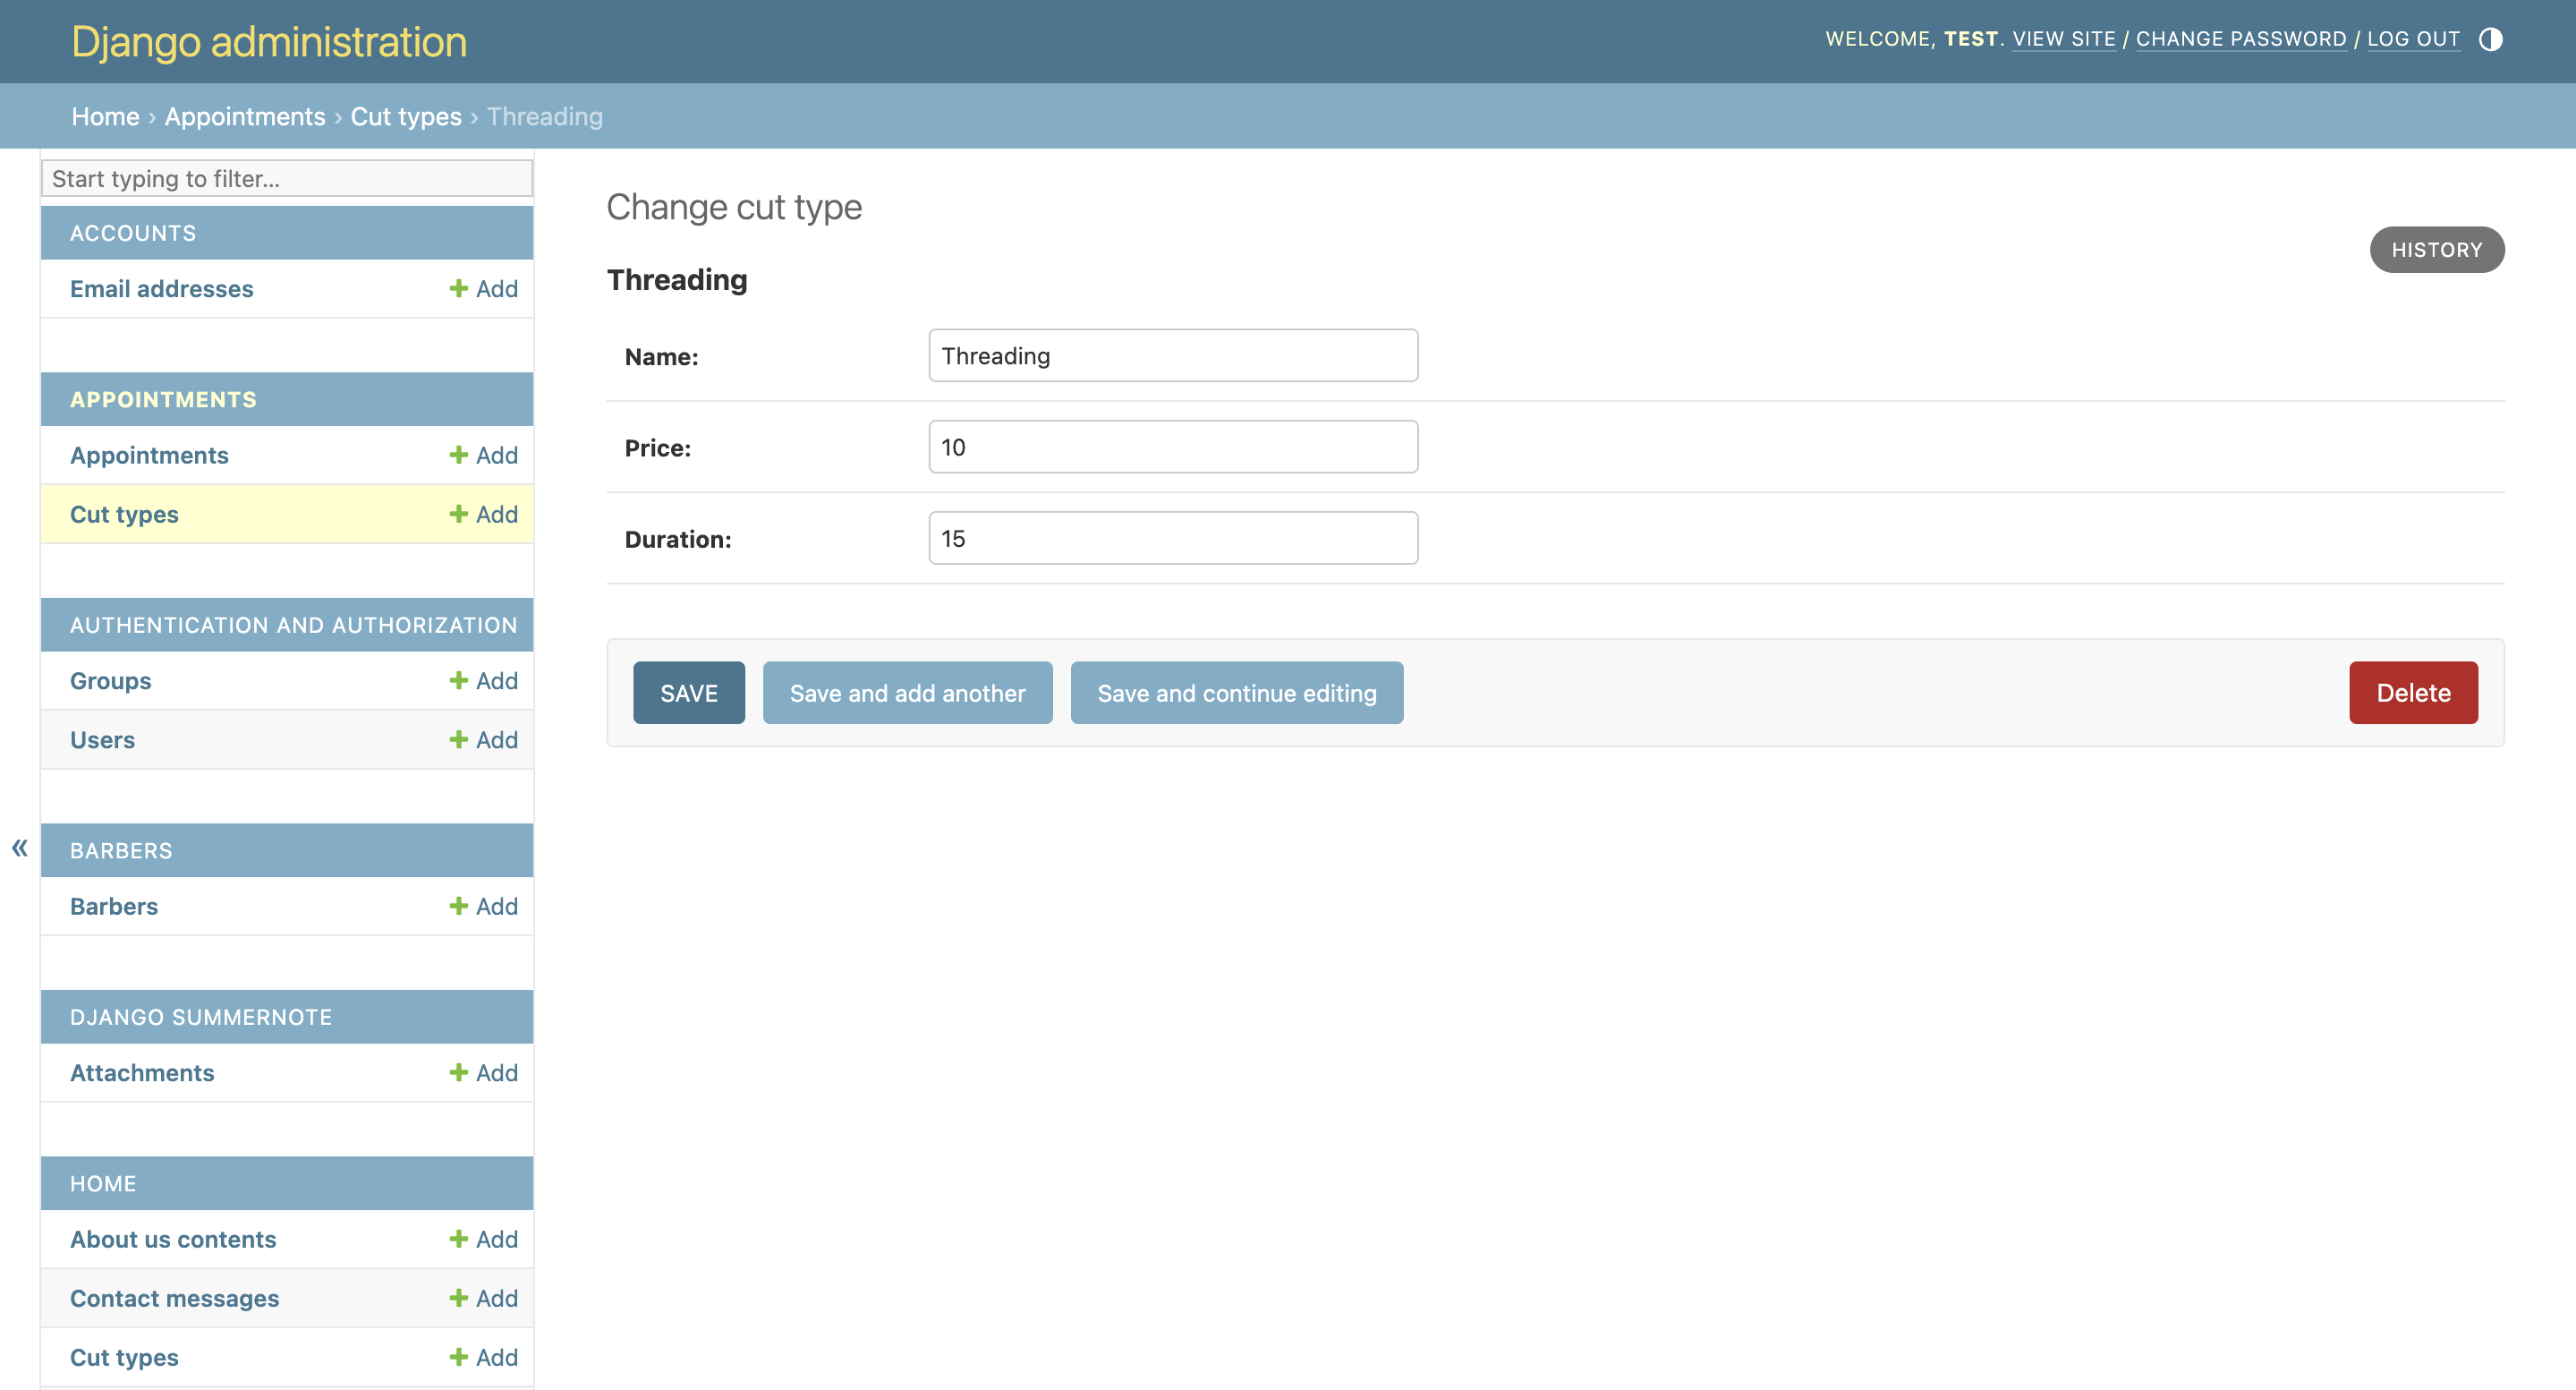 Django administration
WELCOME, TEST. VIEW SITE / CHANGE PASSWORD / LOG OUT
Home › Appointments › Cut types › Threading
Start typing to filter...
ACCOUNTS
Email addresses + Add
APPOINTMENTS
Appointments + Add
Cut types + Add
AUTHENTICATION AND AUTHORIZATION
Groups + Add
Users + Add
BARBERS
Barbers + Add
DJANGO SUMMERNOTE
Attachments + Add
HOME
About us contents + Add
Contact messages + Add
Cut types + Add
«
Change cut type
HISTORY
Threading
Name: Threading
Price: 10
Duration: 15
SAVE Save and add another Save and continue editing Delete